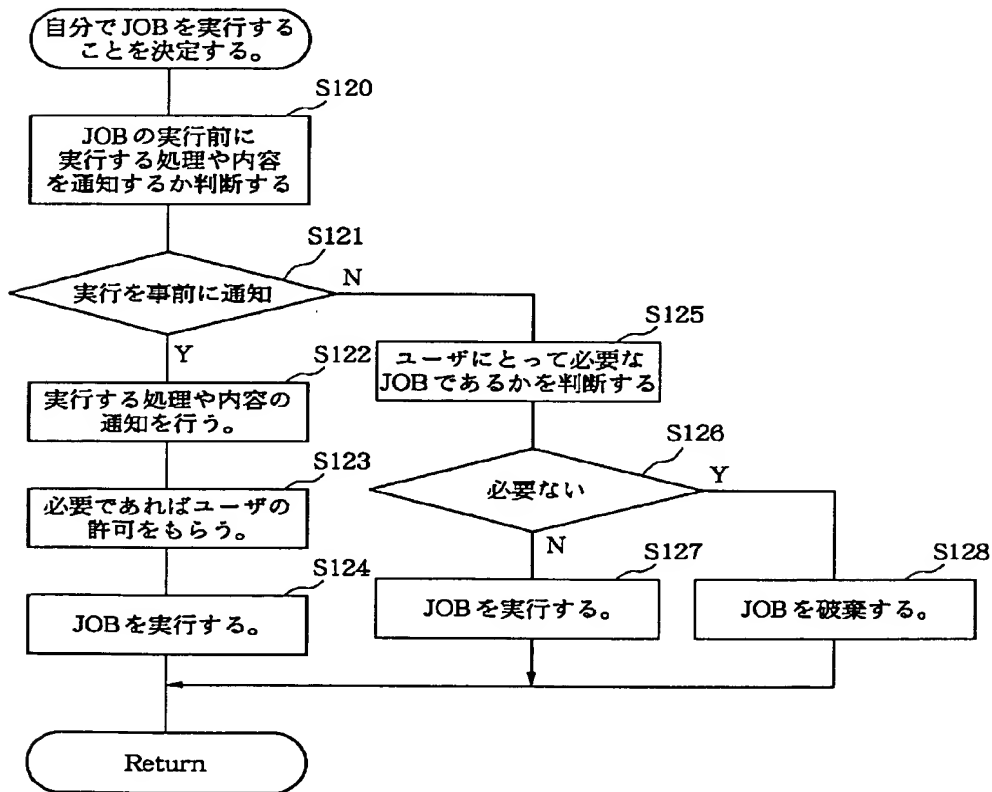 自分でJOBを実行する
ことを決定する。
S120
JOBの実行前に
実行する処理や内容
を通知するか判断する
S121
実行を事前に通知
N
Y
S122
実行する処理や内容の
通知を行う。
S123
必要であればユーザの
許可をもらう。
S124
JOBを実行する。
S125
ユーザにとって必要な
JOBであるかを判断する
S126
必要ない
Y
N
S127
JOBを実行する。
S128
JOBを破棄する。
Return